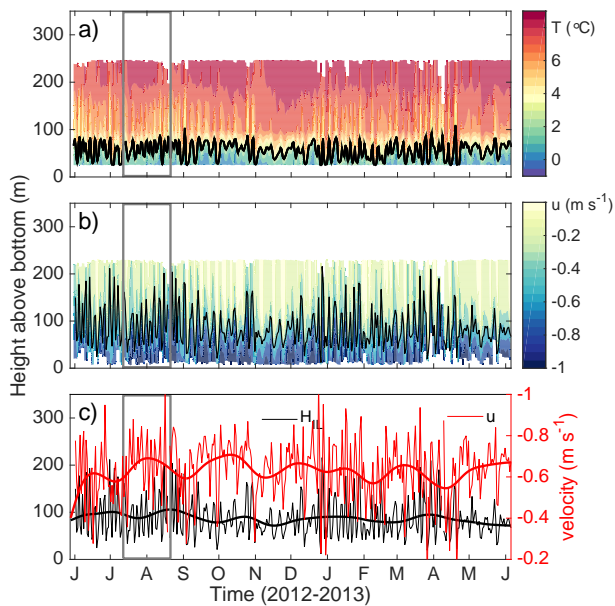 a)
T (°C)
300
200
100
0
8
6
4
2
0
b)
u (m s⁻¹)
Height above bottom (m)
300
200
100
0
-0.2
-0.4
-0.6
-0.8
-1
c)
H_IL
u
300
200
100
0
-1
-0.8
-0.6
-0.4
-0.2
velocity (m s⁻¹)
J J A S O N D J F M A M J
Time (2012-2013)